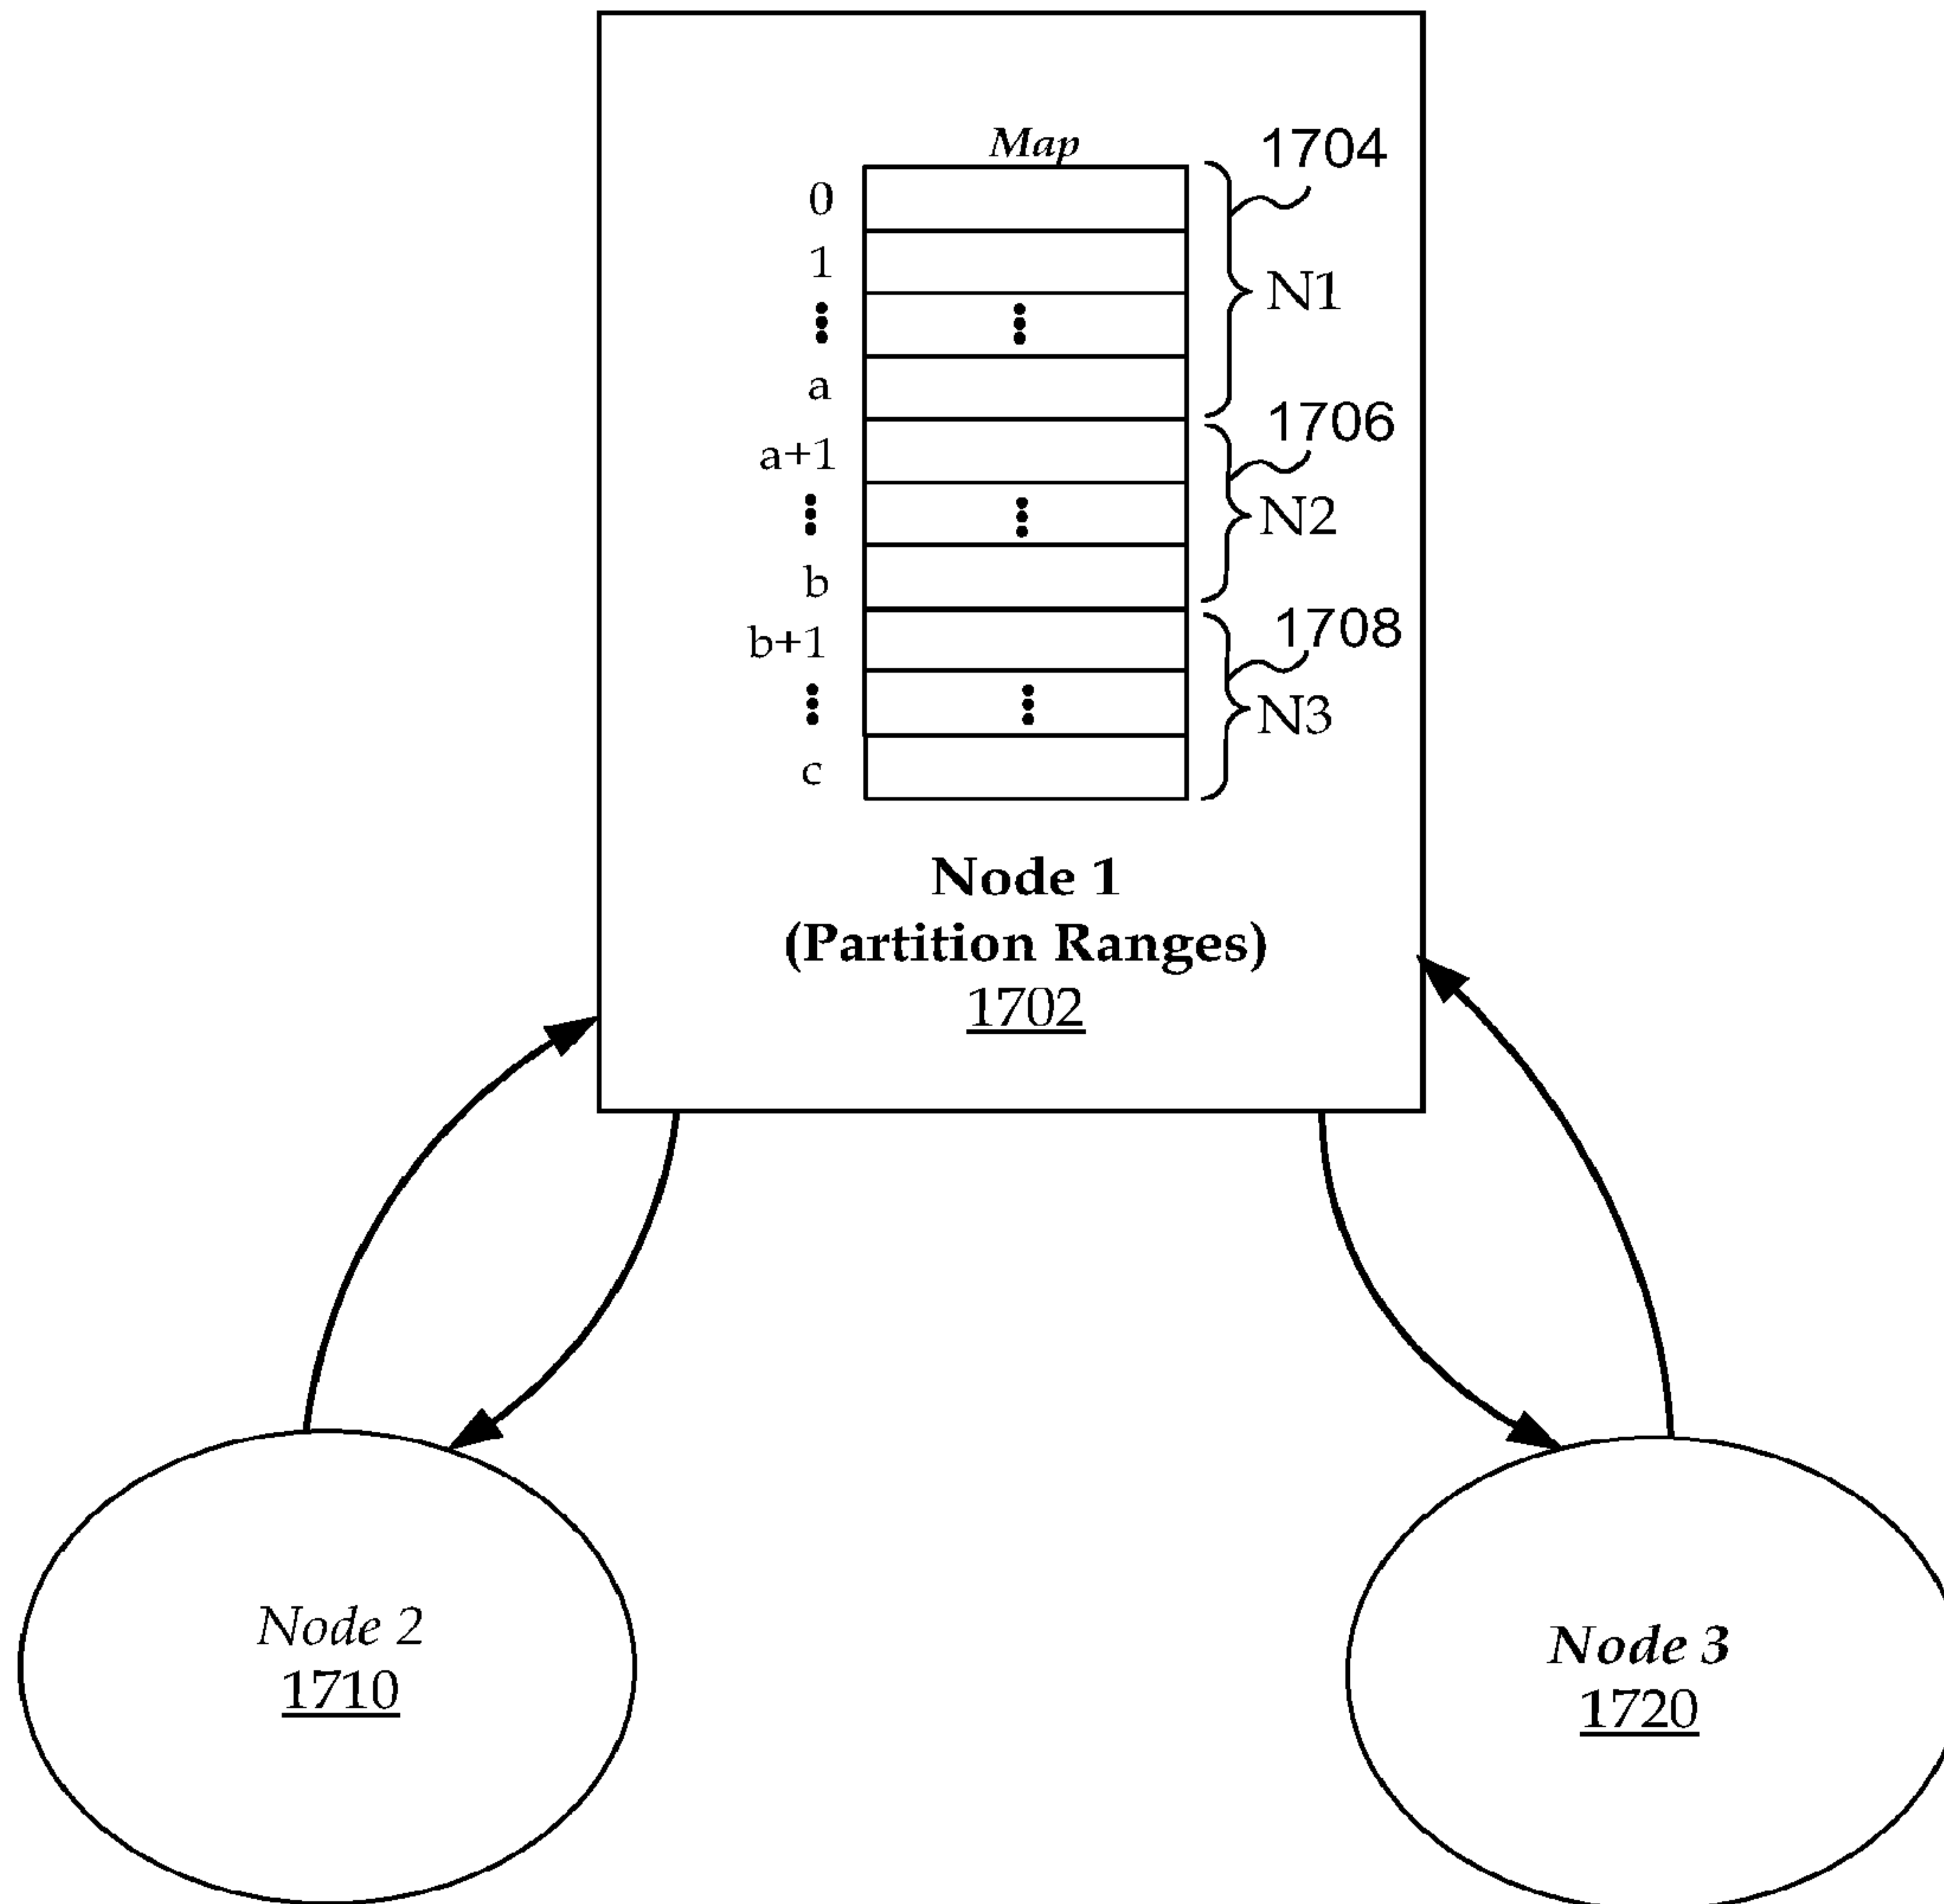 Map
1704
0
1
N1
a
1706
a+1
N2
b
1708
b+1
N3
c
Node 1
(Partition Ranges)
1702
Node 2
1710
Node 3
1720